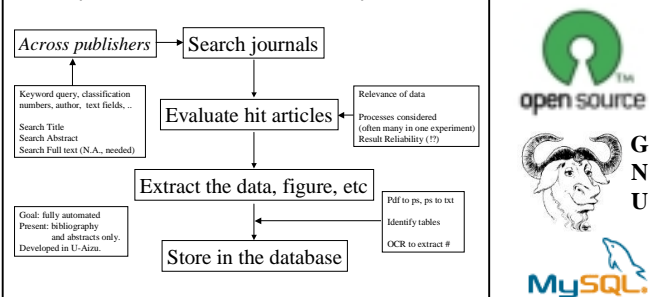 Across publishers
Search journals
Keyword query, classification
numbers, author, text fields, ..
Search Title
Search Abstract
Search Full text (N.A., needed)
Evaluate hit articles
Relevance of data
Processes considered
(often many in one experiment)
Result Reliability (!?)
Extract the data, figure, etc
Goal: fully automated
Present: bibliography
and abstracts only.
Developed in U-Aizu.
Pdf to ps, ps to txt
Identify tables
OCR to extract #
Store in the database
TM
open source
G
N
U
MySQL.